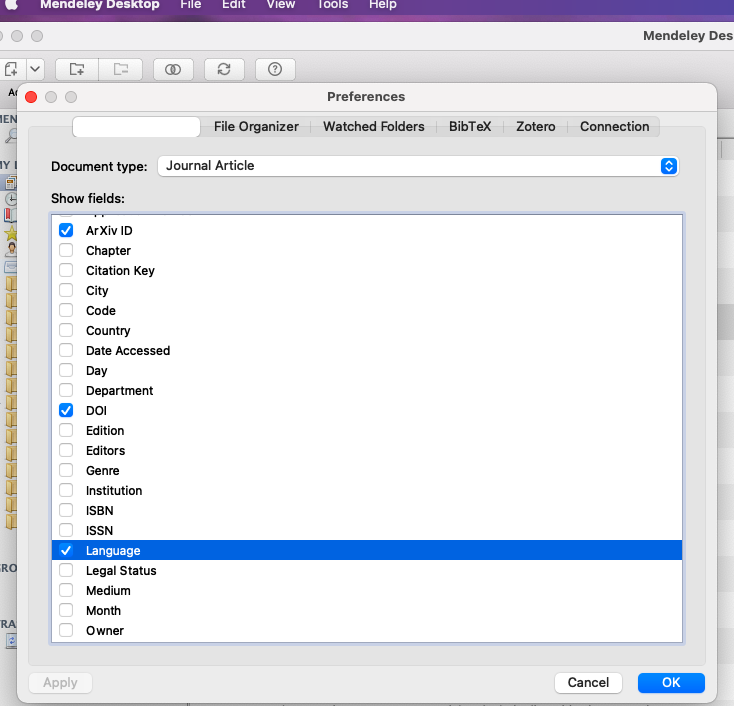 Mendeley Desktop File Edit View Tools Help
Mendeley Des
Preferences
File Organizer Watched Folders BibTeX Zotero Connection
Document type: Journal Article
Show fields:
ArXiv ID
Chapter
Citation Key
City
Code
Country
Date Accessed
Day
Department
DOI
Edition
Editors
Genre
Institution
ISBN
ISSN
Language
Legal Status
Medium
Month
Owner
Apply Cancel OK